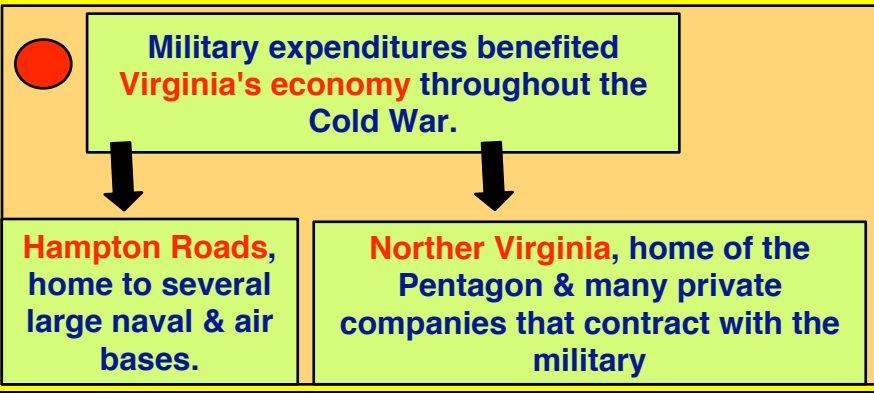 Military expenditures benefited
Virginia's economy throughout the
Cold War.
Hampton Roads,
home to several
large naval & air
bases.
Norther Virginia, home of the
Pentagon & many private
companies that contract with the
military